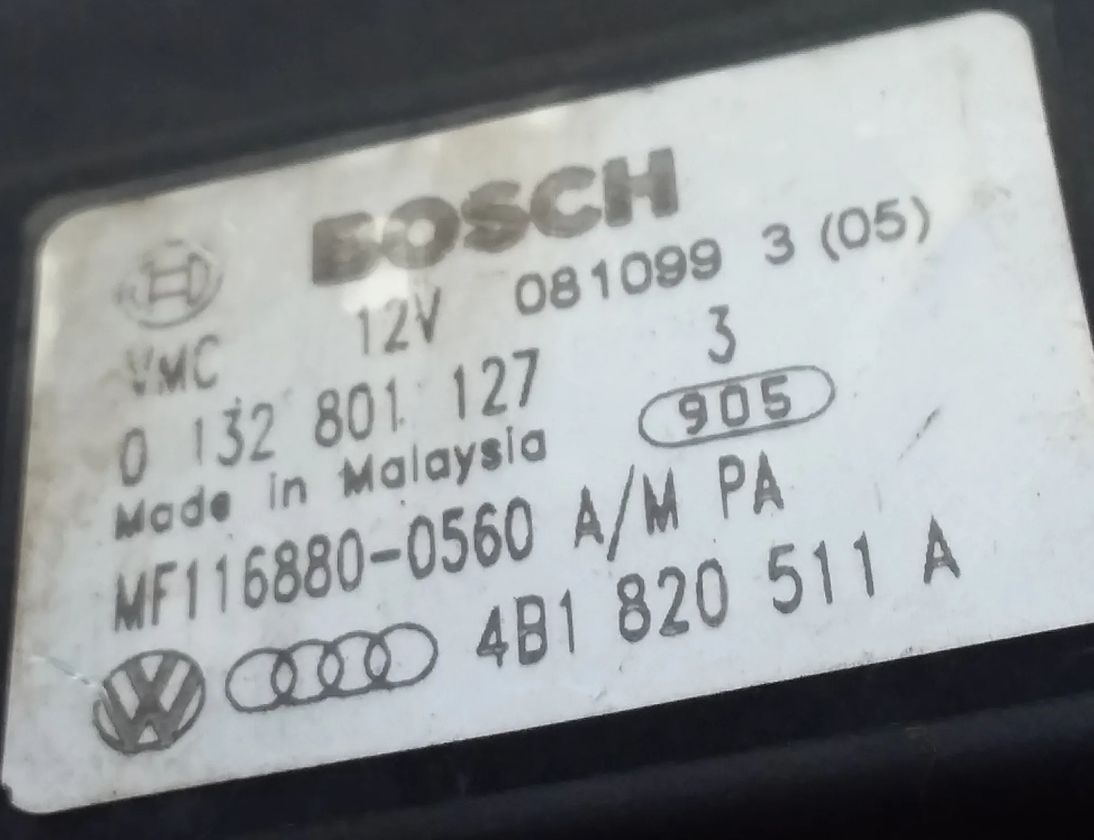 BOSCH
12V 081099 3 (05)
VMC 3
0 132 801 127 905
Made in Malaysia
MF116880-0560 A/M PA
VW 4B1 820 511 A